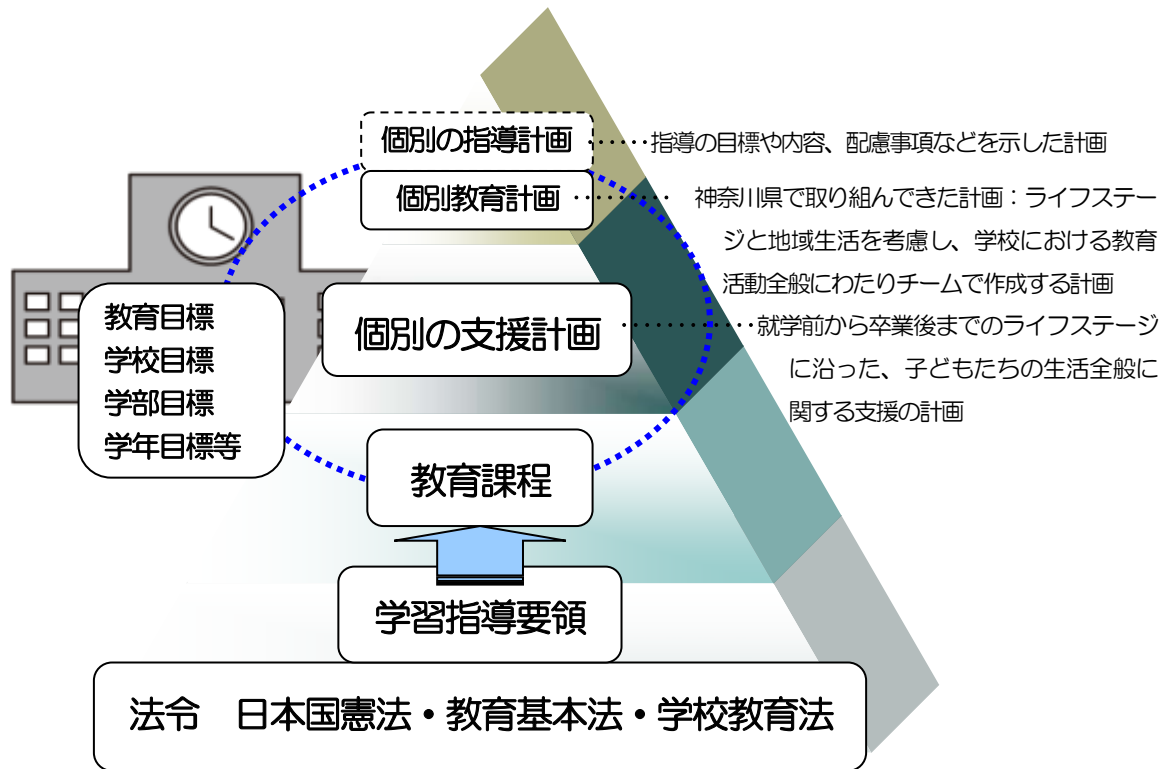 個別の指導計画
指導の目標や内容、配慮事項などを示した計画
個別教育計画
神奈川県で取り組んできた計画：ライフステー
ジと地域生活を考慮し、学校における教育
活動全般にわたりチームで作成する計画
個別の支援計画
就学前から卒業後までのライフステージ
に沿った、子どもたちの生活全般に
関する支援の計画
教育目標
学校目標
学部目標
学年目標等
教育課程
学習指導要領
法令　日本国憲法・教育基本法・学校教育法